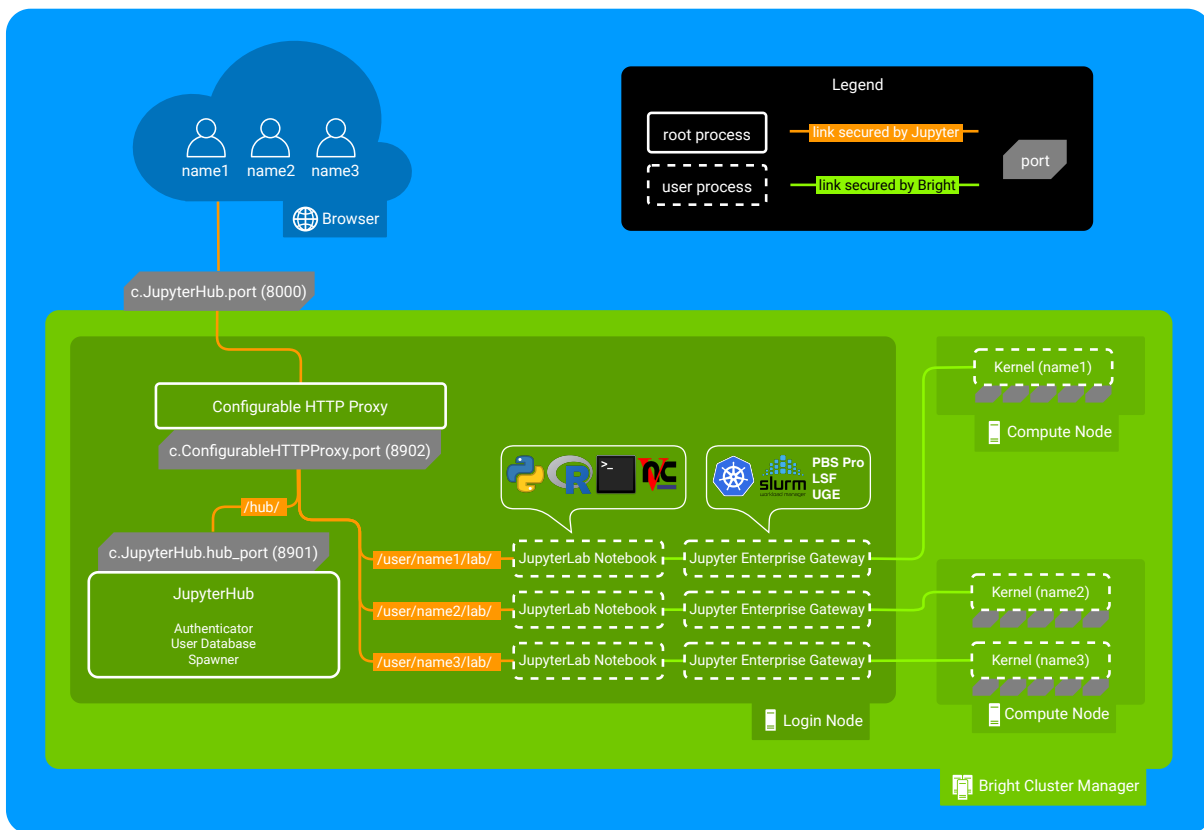 Legend
root process
link secured by Jupyter
port
user process
link secured by Bright
name1 name2 name3
Browser
c.JupyterHub.port (8000)
Configurable HTTP Proxy
c.ConfigurableHTTPProxy.port (8902)
/hub/
c.JupyterHub.hub_port (8901)
JupyterHub
Authenticator
User Database
Spawner
R
>_
slurm
workload manager
PBS Pro
LSF
UGE
/user/name1/lab/
JupyterLab Notebook
Jupyter Enterprise Gateway
/user/name2/lab/
JupyterLab Notebook
Jupyter Enterprise Gateway
/user/name3/lab/
JupyterLab Notebook
Jupyter Enterprise Gateway
Login Node
Kernel (name1)
Compute Node
Kernel (name2)
Kernel (name3)
Compute Node
Bright Cluster Manager